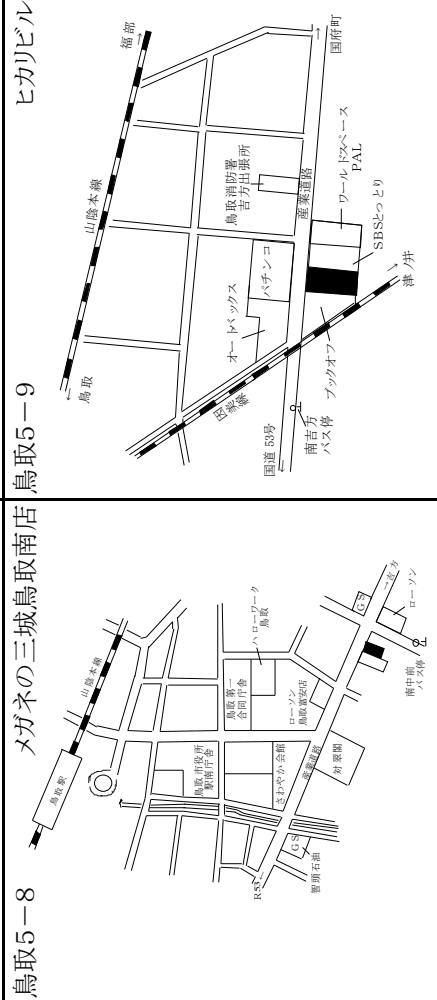 鳥取5－8
メガネの三城鳥取南店
鳥取駅
山陰本線
鳥取市役所
駅南庁舎
鳥取第一
合同庁舎
ハローワーク
鳥取
さわやか会館
ローソン
鳥取富安店
産業道路
対翠閣
R53←
GS
智頭石油
GS
→吉方
ローソン
南中前
バス停
鳥取5－9
ヒカリビル
←
鳥取
山陰本線
福部
→
因美線
オートバックス
パチンコ
鳥取消防署
吉方出張所
産業道路
→
国府町
国道53号
←
南吉方
バス停
ブックオフ
ワールドスペース
PAL
SBSとっとり
津ノ井
→